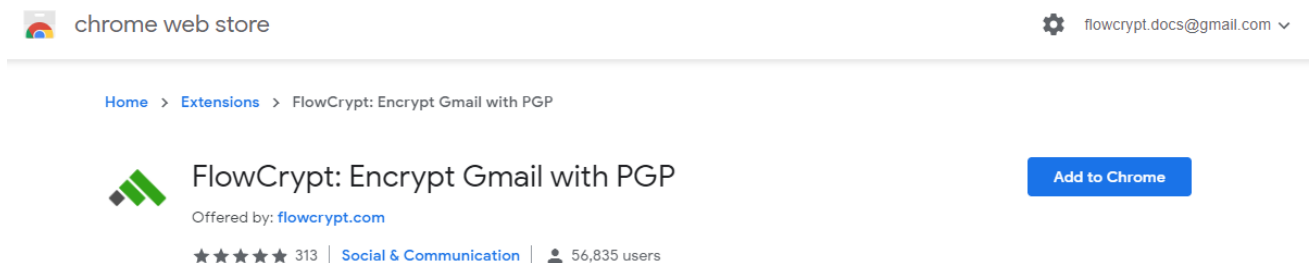 chrome web store
flowcrypt.docs@gmail.com
Home > Extensions > FlowCrypt: Encrypt Gmail with PGP
FlowCrypt: Encrypt Gmail with PGP
Add to Chrome
Offered by: flowcrypt.com
★★★★★ 313 | Social & Communication | 56,835 users